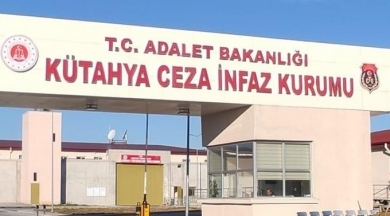 T.C. ADALET BAKANLIĞI
KÜTAHYA CEZA İNFAZ KURUMU